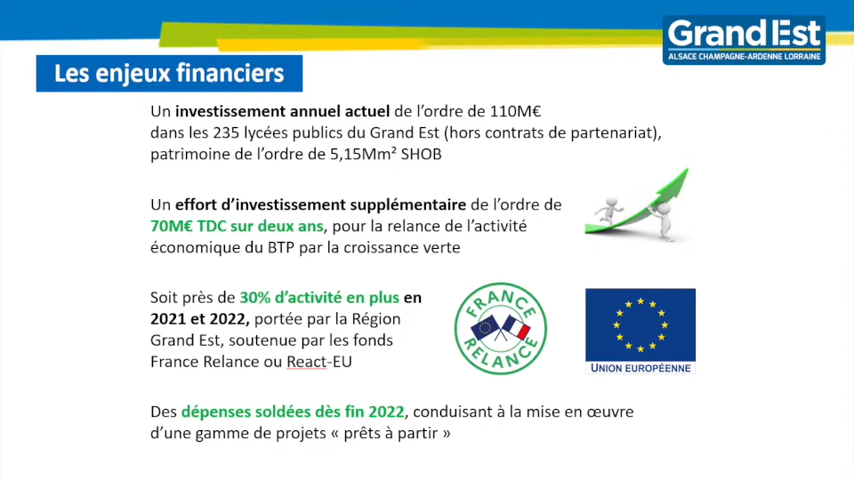 Grand Est
ALSACE CHAMPAGNE-ARDENNE LORRAINE
Les enjeux financiers
Un investissement annuel actuel de l'ordre de 110M€
dans les 235 lycées publics du Grand Est (hors contrats de partenariat),
patrimoine de l'ordre de 5,15Mm² SHOB
Un effort d'investissement supplémentaire de l'ordre de
70M€ TDC sur deux ans, pour la relance de l'activité
économique du BTP par la croissance verte
Soit près de 30% d'activité en plus en
2021 et 2022, portée par la Région
Grand Est, soutenue par les fonds
France Relance ou React-EU
FRANCE
RELANCE
UNION EUROPÉENNE
Des dépenses soldées dès fin 2022, conduisant à la mise en œuvre
d'une gamme de projets « prêts à partir »